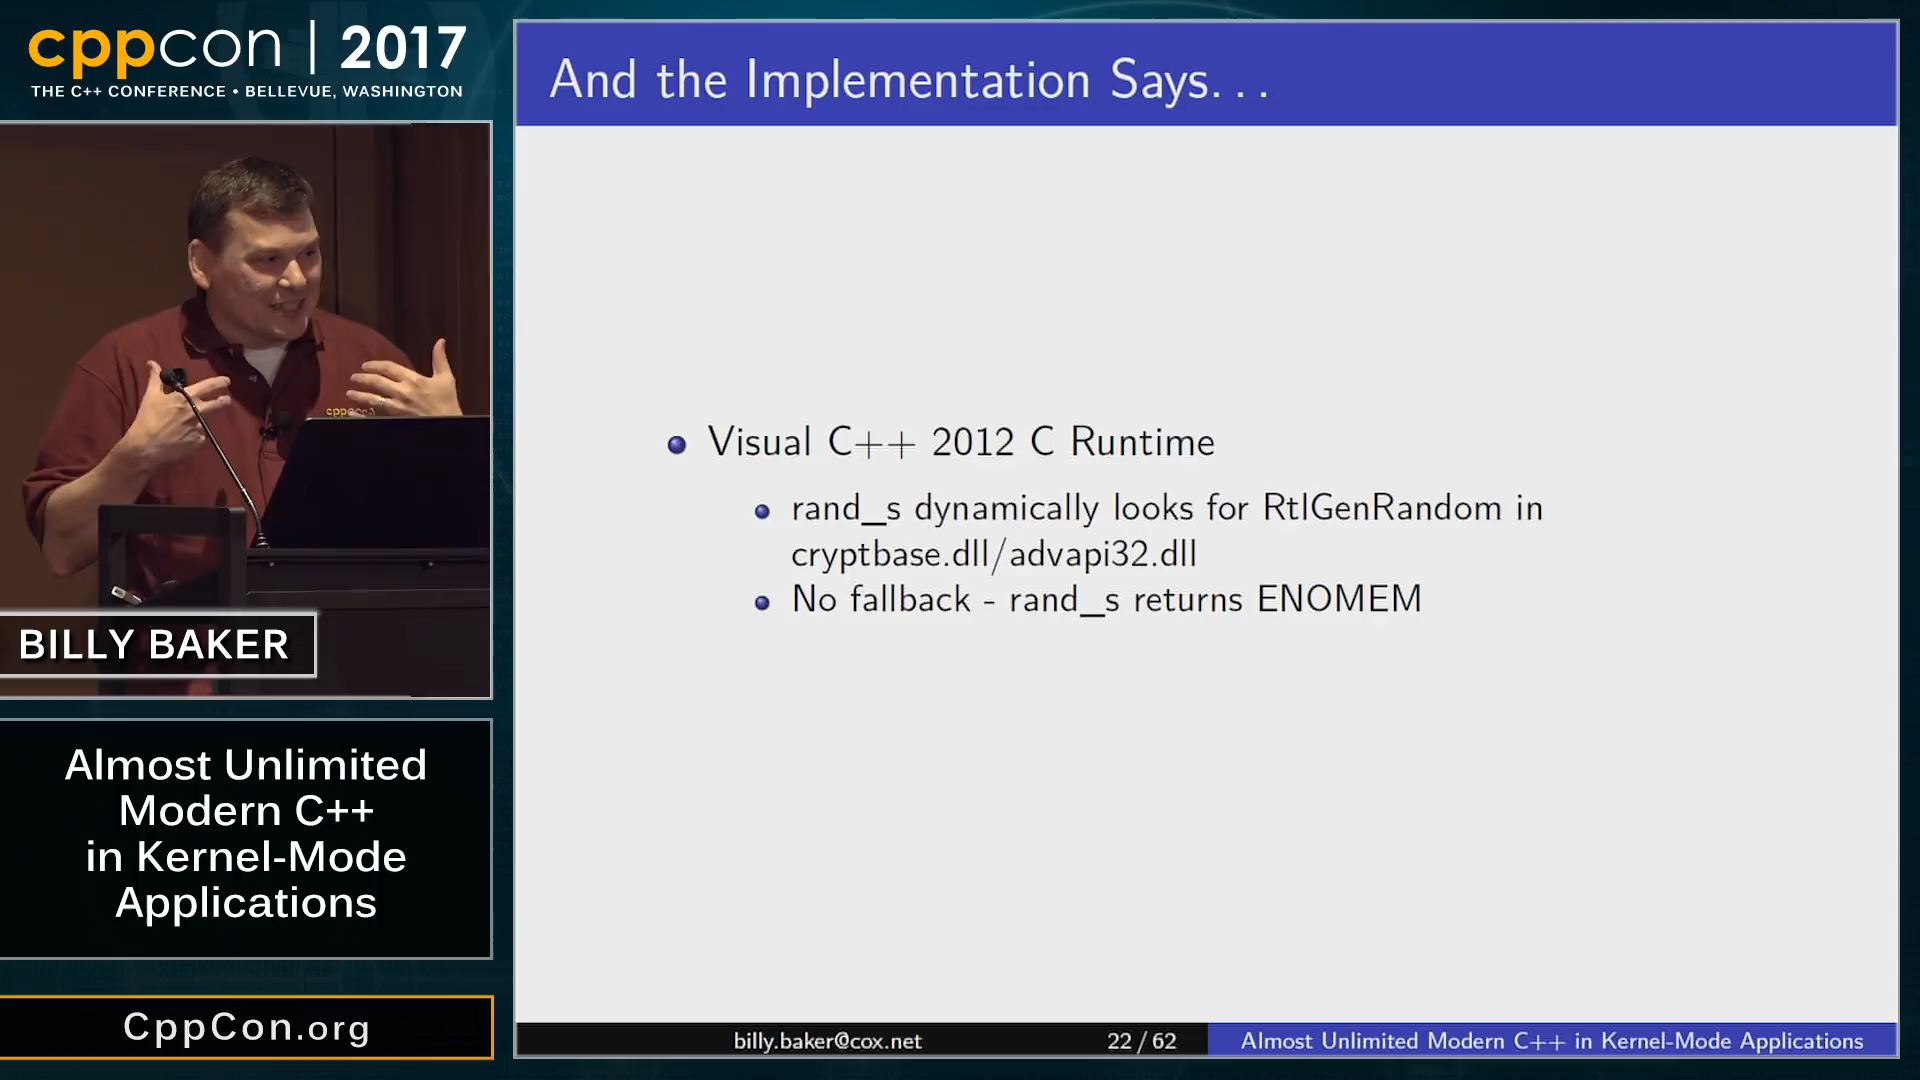 cppcon | 2017
THE C++ CONFERENCE • BELLEVUE, WASHINGTON
cppcon
BILLY BAKER
Almost Unlimited
Modern C++
in Kernel-Mode
Applications
CppCon.org
And the Implementation Says. . .
Visual C++ 2012 C Runtime
rand_s dynamically looks for RtlGenRandom in
cryptbase.dll/advapi32.dll
No fallback - rand_s returns ENOMEM
billy.baker@cox.net
22 / 62
Almost Unlimited Modern C++ in Kernel-Mode Applications